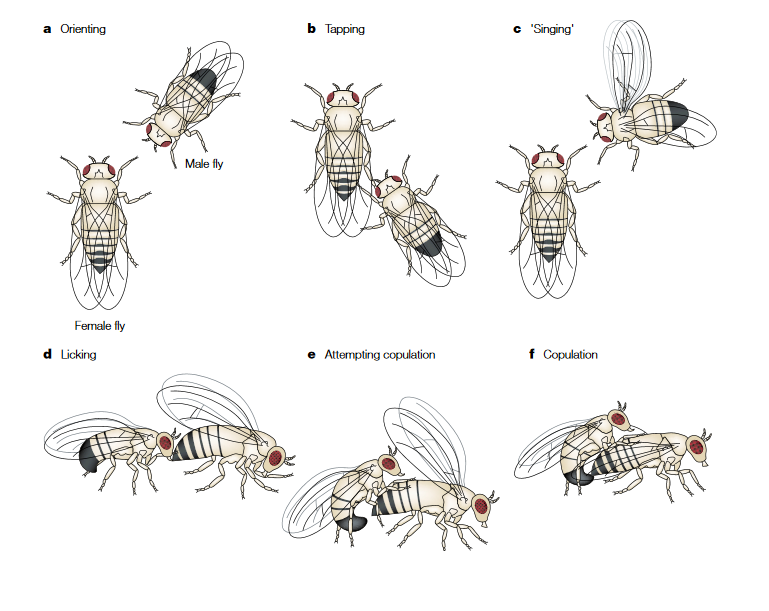 a Orienting
b Tapping
c 'Singing'
Male fly
Female fly
d Licking
e Attempting copulation
f Copulation